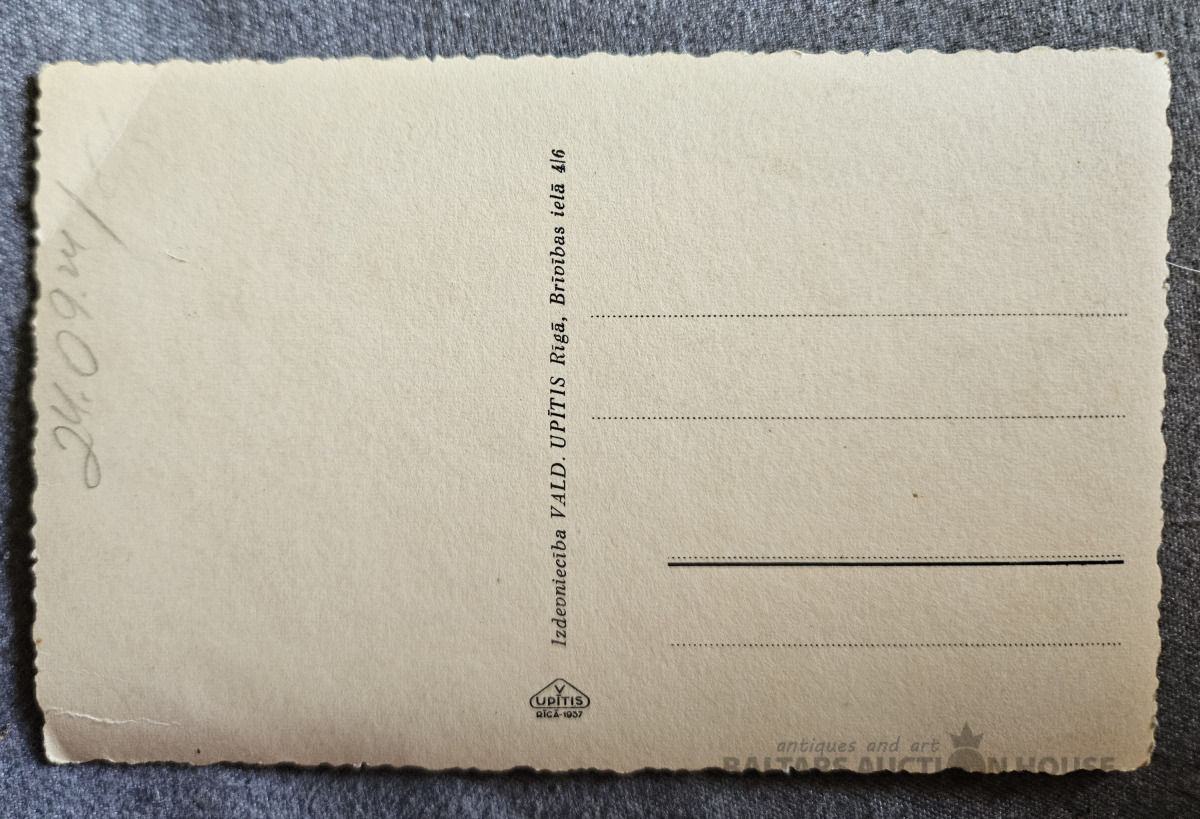 24.09.
Izdevniecība VALD. UPĪTIS Rīgā, Brīvības ielā 4/6
V
UPĪTIS
RĪGĀ-1937
antiques and art
BALTARS AUCTION HOUSE